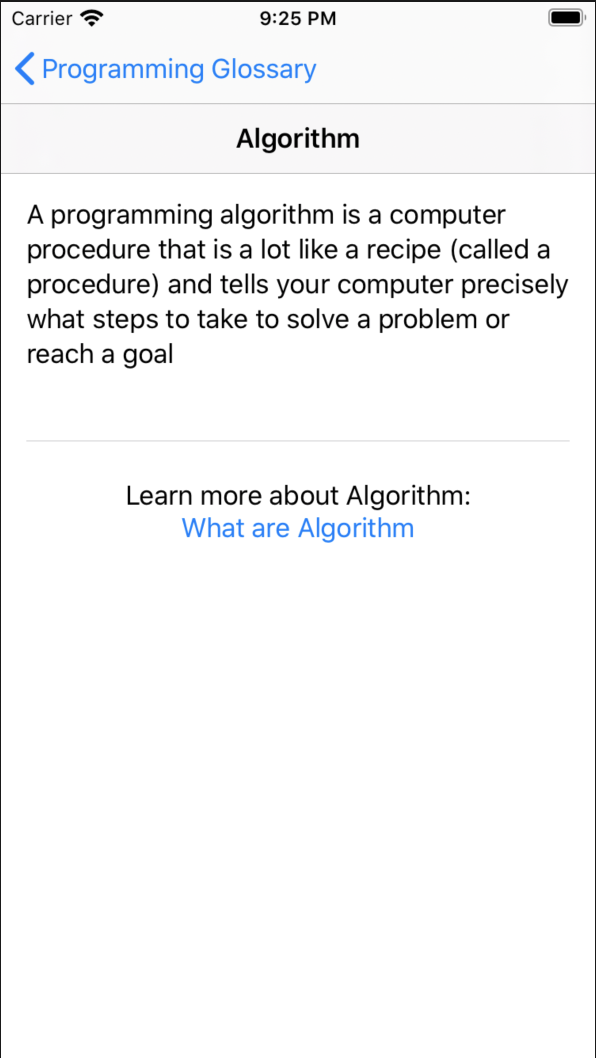 Carrier
9:25 PM
Programming Glossary
Algorithm
A programming algorithm is a computer
procedure that is a lot like a recipe (called a
procedure) and tells your computer precisely
what steps to take to solve a problem or
reach a goal
Learn more about Algorithm:
What are Algorithm